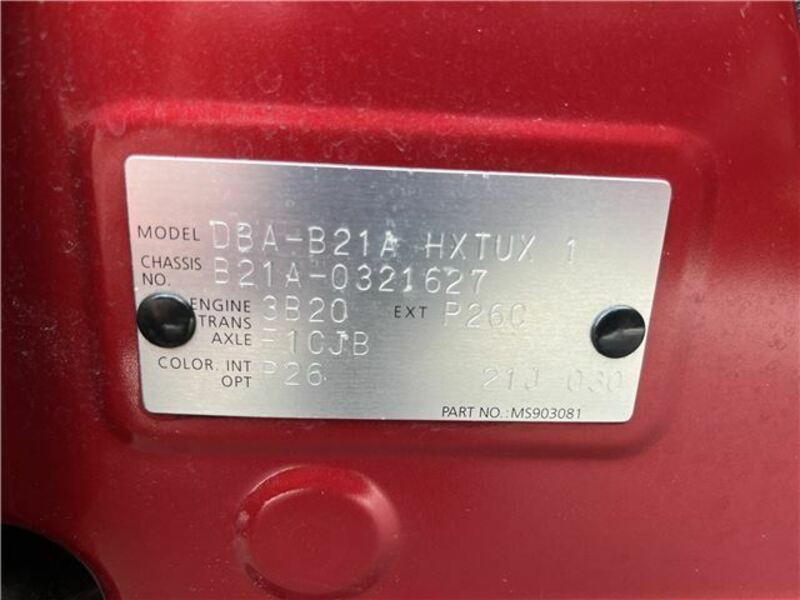 MODEL DBA-B21A HXTUX 1
CHASSIS NO. B21A-0321627
ENGINE 3B20 EXT P26C
TRANS AXLE F1CJB
COLOR. INT OPT P26 21J 030
PART NO.:MS903081